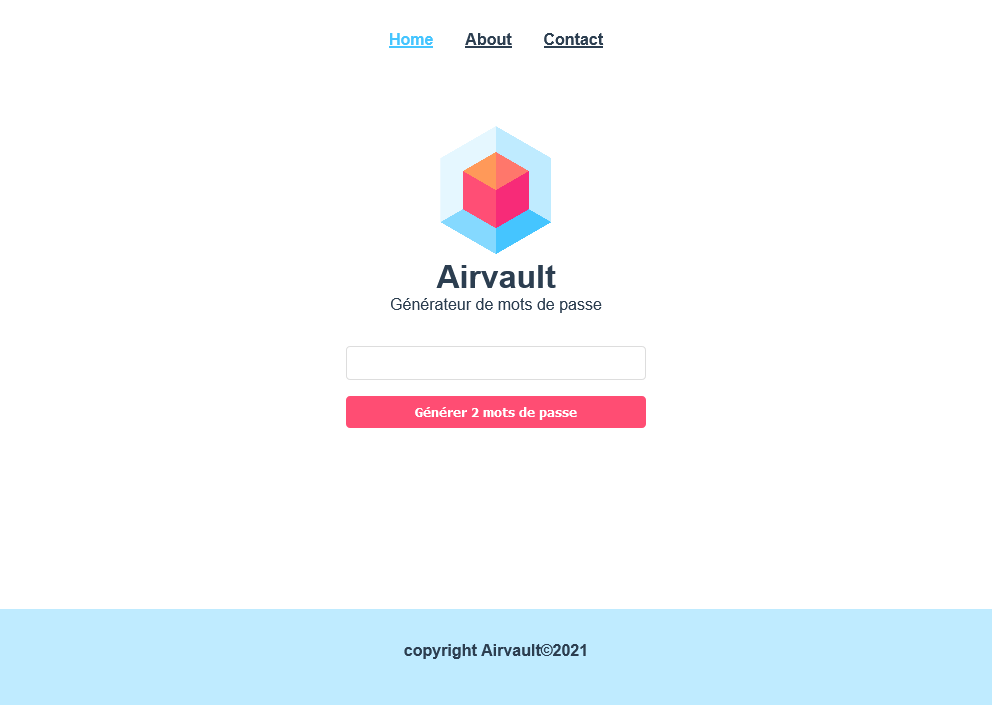 Home About Contact
Airvault
Générateur de mots de passe
Générer 2 mots de passe
copyright Airvault©2021